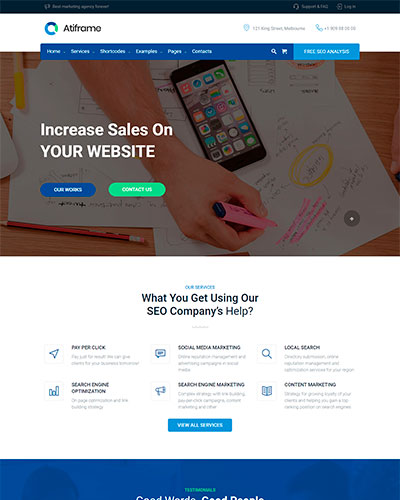 Best marketing agency forever!
Support & FAQ
Log in
Atiframe
121 King Street, Melbourne
Home
Services
Shortcodes
Examples
Pages
Contacts
FREE SEO ANALYSIS
Increase Sales On
YOUR WEBSITE
OUR WORKS
CONTACT US
OUR SERVICES
What You Get Using Our
SEO Company's Help?
PAY PER CLICK
Pay just for result! We can give
clients for your business tomorrow!
SOCIAL MEDIA MARKETING
Online reputation management and
advertising campaigns in social
media
LOCAL SEARCH
Directory submission, online
reputation management and
optimization services for your region
SEARCH ENGINE
OPTIMIZATION
On page optimization and link
building strategy
SEARCH ENGINE MARKETING
Complex strategy with link building,
pay-per-click campaigns, content
marketing and other
CONTENT MARKETING
Strategy for growing loyalty of your
clients and helping you gain a top
ranking position on search engines
VIEW ALL SERVICES
TESTIMONIALS
Good Words, Good People